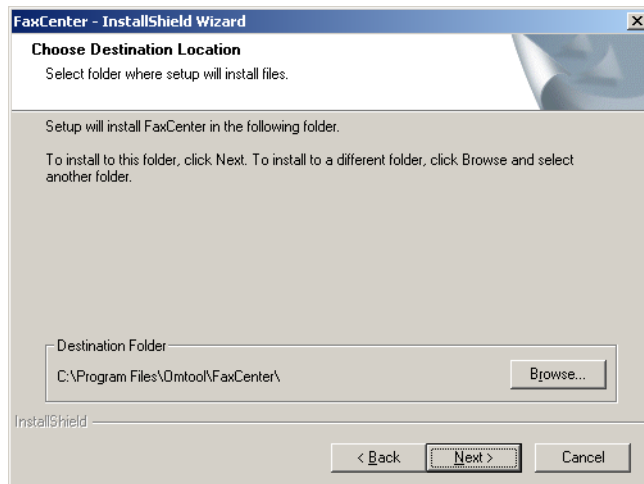 FaxCenter - InstallShield Wizard
Choose Destination Location
Select folder where setup will install files.
Setup will install FaxCenter in the following folder.
To install to this folder, click Next. To install to a different folder, click Browse and select
another folder.
Destination Folder
C:\Program Files\Omtool\FaxCenter\
Browse...
InstallShield
< Back
Next >
Cancel